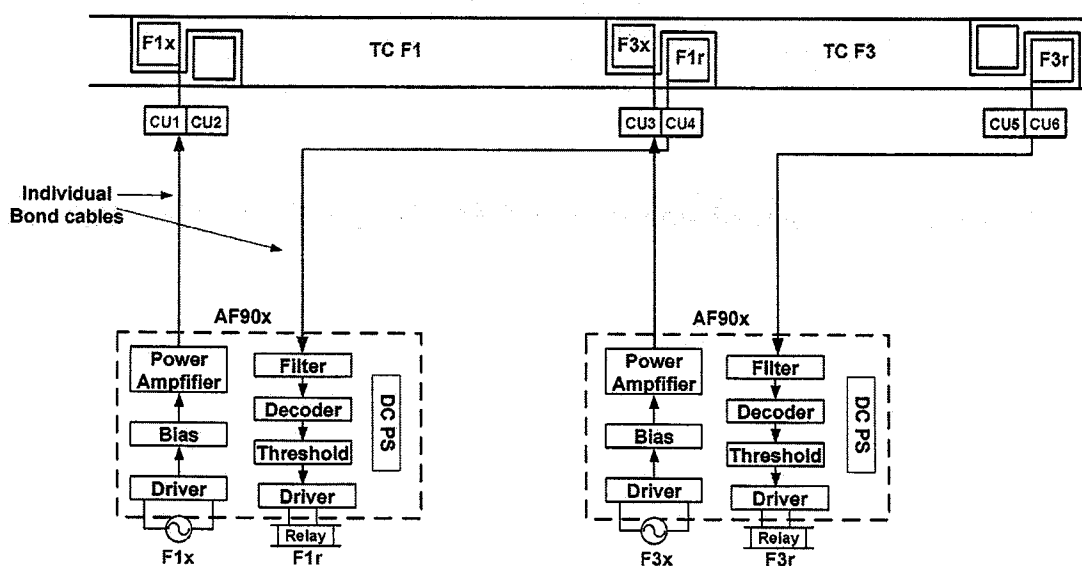 F1x
TC F1
F3x
F1r
TC F3
F3r
CU1 CU2
CU3 CU4
CU5 CU6
Individual
Bond cables
AF90x
Power
Ampfifier
Bias
Driver
F1x
Filter
Decoder
Threshold
Driver
Relay
F1r
DC PS
AF90x
Power
Ampfifier
Bias
Driver
F3x
Filter
Decoder
Threshold
Driver
Relay
F3r
DC PS